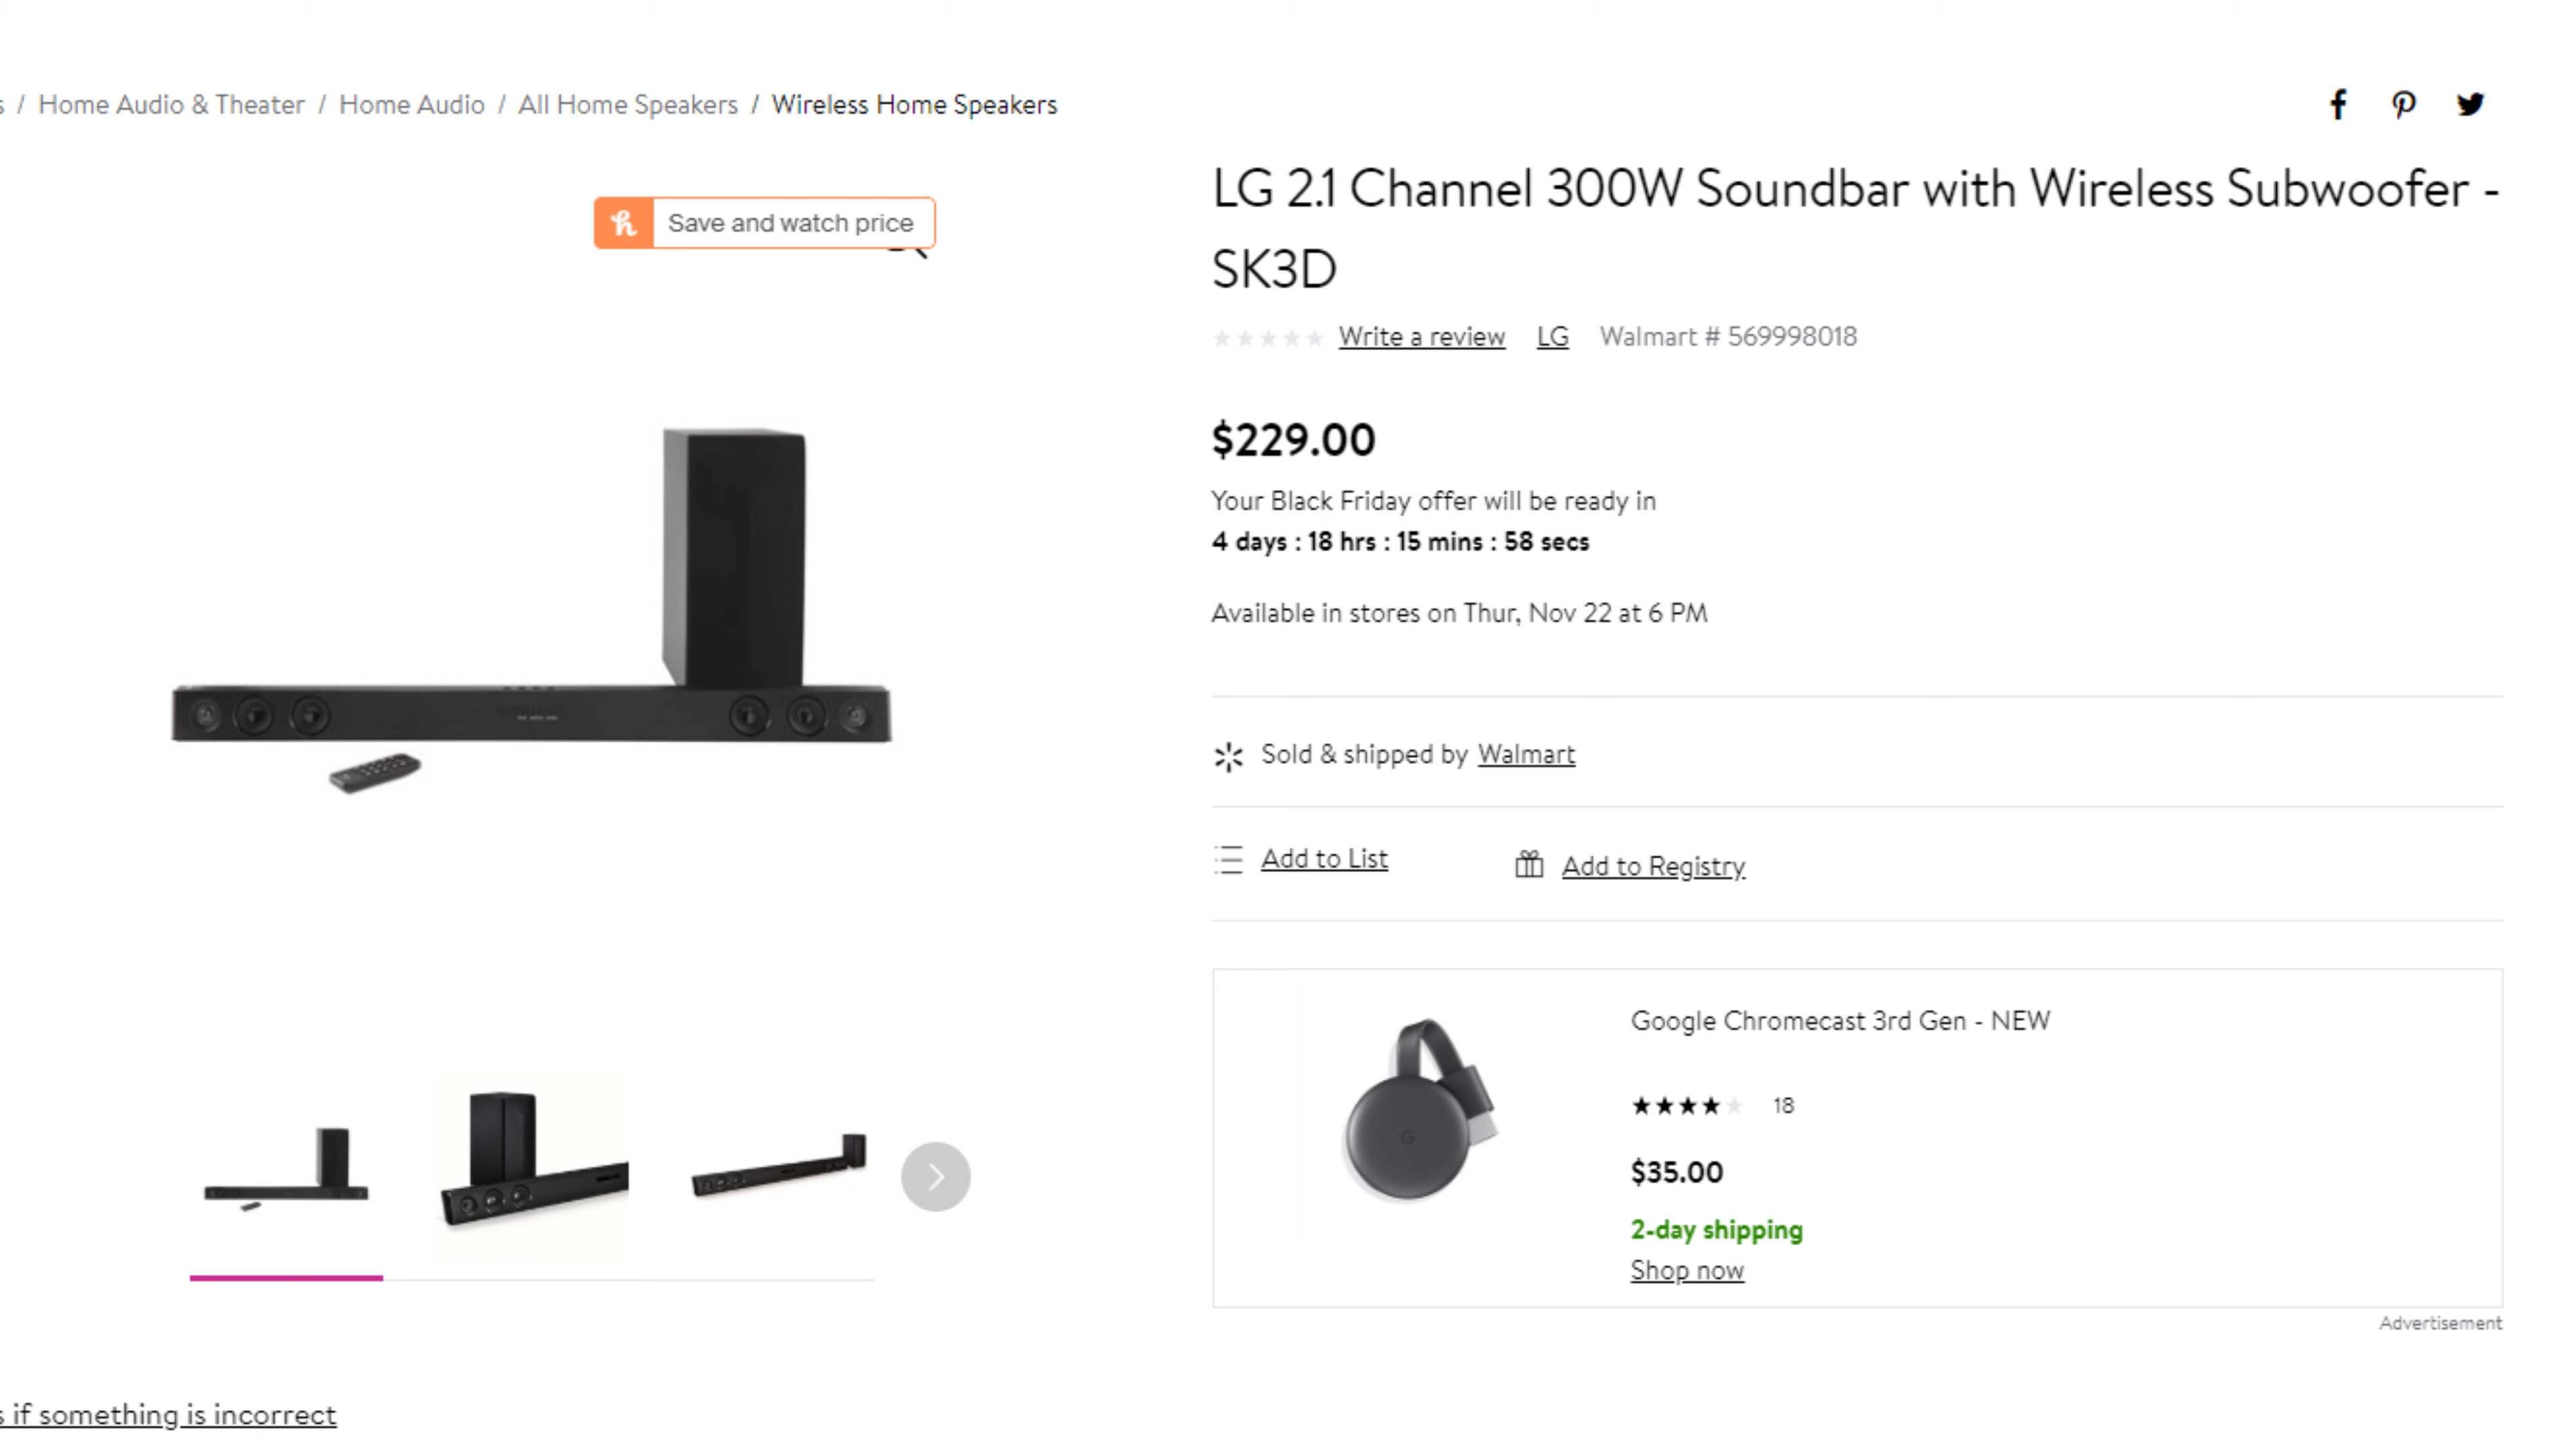 s / Home Audio & Theater / Home Audio / All Home Speakers / Wireless Home Speakers
Save and watch price
LG 2.1 Channel 300W Soundbar with Wireless Subwoofer -
SK3D
Write a review LG Walmart # 569998018
$229.00
Your Black Friday offer will be ready in
4 days : 18 hrs : 15 mins : 58 secs
Available in stores on Thur, Nov 22 at 6 PM
Sold & shipped by Walmart
Add to List Add to Registry
Google Chromecast 3rd Gen - NEW
18
$35.00
2-day shipping
Shop now
Advertisement
s if something is incorrect